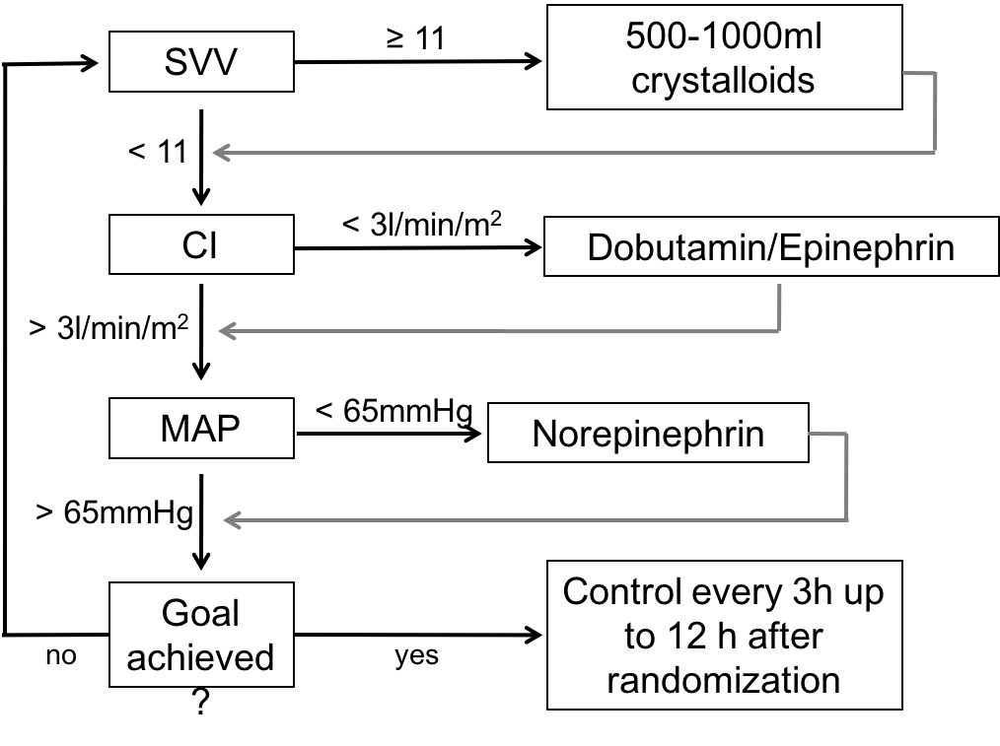 SVV
≥ 11
500-1000ml
crystalloids
< 11
CI
< 3l/min/m²
Dobutamin/Epinephrin
> 3l/min/m²
MAP
< 65mmHg
Norepinephrin
> 65mmHg
Goal
achieved
?
no
yes
Control every 3h up
to 12 h after
randomization